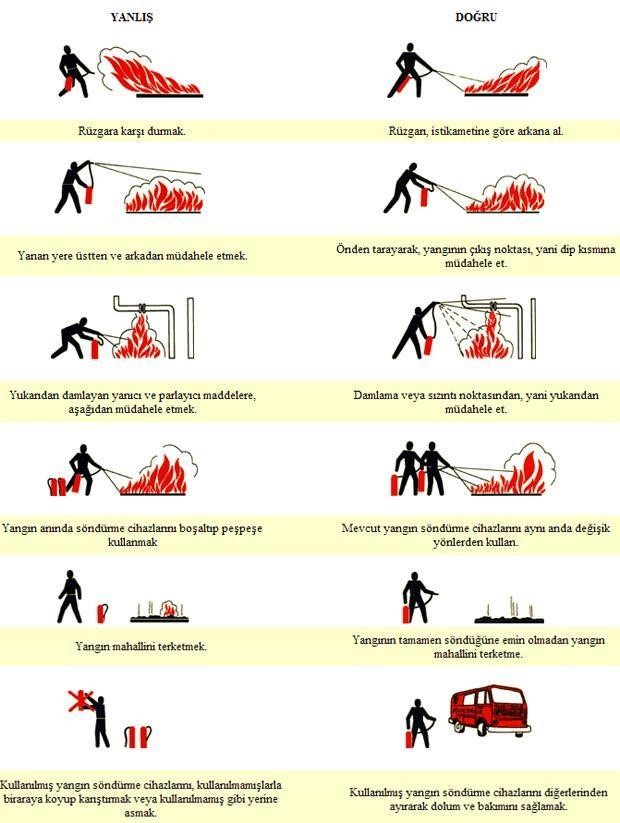 YANLIŞ
DOĞRU
Rüzgara karşı durmak.
Rüzgarı, istikametine göre arkana al.
Yanan yere üstten ve arkadan müdahele etmek.
Önden tarayarak, yangının çıkış noktası, yani dip kısmına
müdahele et.
Yukarıdan damlayan yanıcı ve parlayıcı maddelere,
aşağıdan müdahele etmek.
Damlama veya sızıntı noktasından, yani yukarıdan
müdahele et.
Yangın anında söndürme cihazlarını boşaltıp peşpeşe
kullanmak
Mevcut yangın söndürme cihazlarını aynı anda değişik
yönlerden kullan.
Yangın mahallini terketmek.
Yangının tamamen söndüğüne emin olmadan yangın
mahallini terketme.
Kullanılmış yangın söndürme cihazlarını, kullanılmamışlarla
biraraya koyup karıştırmak veya kullanılmamış gibi yerine
asmak.
Kullanılmış yangın söndürme cihazlarını diğerlerinden
ayırarak dolum ve bakımını sağlamak.